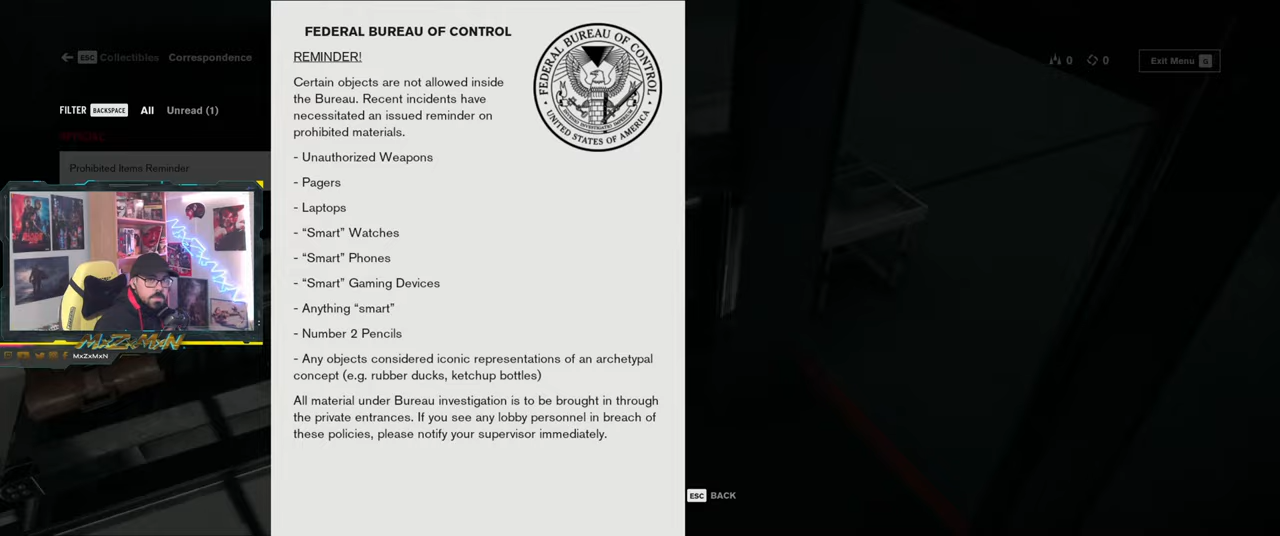 FEDERAL BUREAU OF CONTROL
REMINDER!
Certain objects are not allowed inside
the Bureau. Recent incidents have
necessitated an issued reminder on
prohibited materials.
- Unauthorized Weapons
- Pagers
- Laptops
- “Smart” Watches
- “Smart” Phones
- “Smart” Gaming Devices
- Anything “smart”
- Number 2 Pencils
- Any objects considered iconic representations of an archetypal
concept (e.g. rubber ducks, ketchup bottles)
All material under Bureau investigation is to be brought in through
the private entrances. If you see any lobby personnel in breach of
these policies, please notify your supervisor immediately.
FEDERAL BUREAU OF CONTROL
UNITED STATES OF AMERICA
ESC Collectibles Correspondence
FILTER BACKSPACE All Unread (1)
OFFICIAL
Prohibited Items Reminder
MxZxMxN
MxZxMxN
0 0
Exit Menu G
ESC BACK